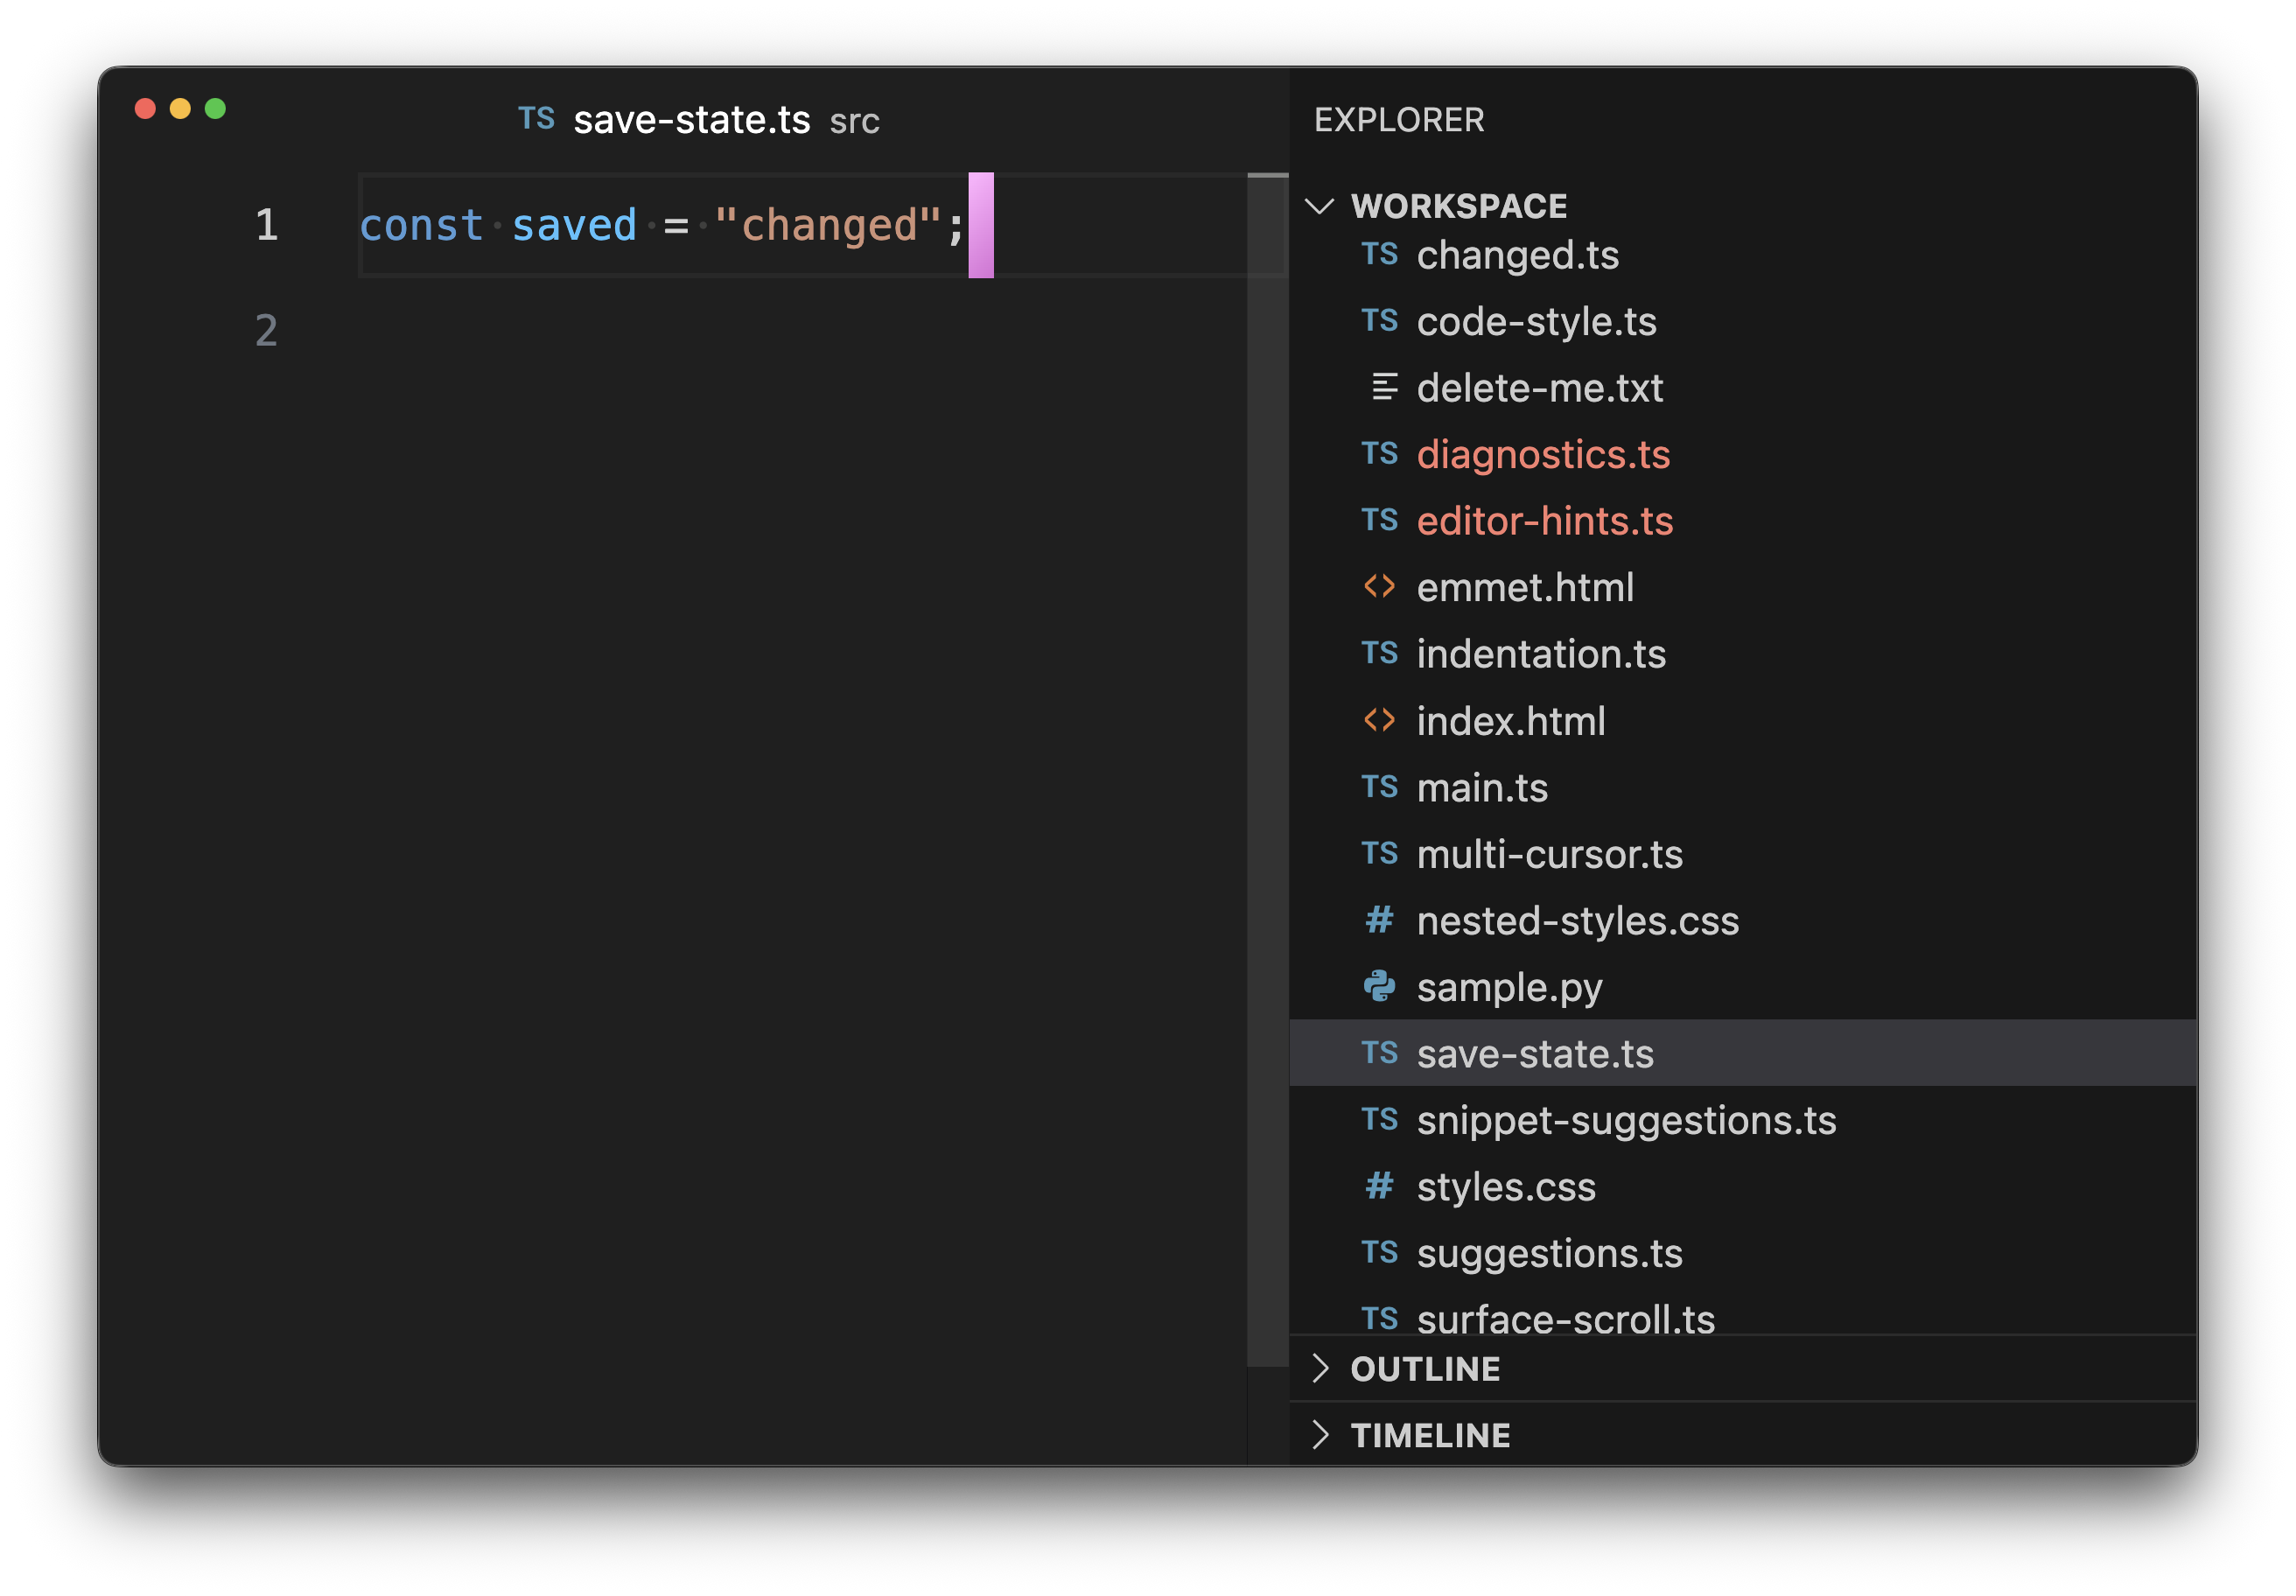 TS save-state.ts src
1 const saved = "changed";
2
EXPLORER
WORKSPACE
TS changed.ts
TS code-style.ts
delete-me.txt
TS diagnostics.ts
TS editor-hints.ts
<> emmet.html
TS indentation.ts
<> index.html
TS main.ts
TS multi-cursor.ts
# nested-styles.css
sample.py
TS save-state.ts
TS snippet-suggestions.ts
# styles.css
TS suggestions.ts
TS surface-scroll.ts
OUTLINE
TIMELINE